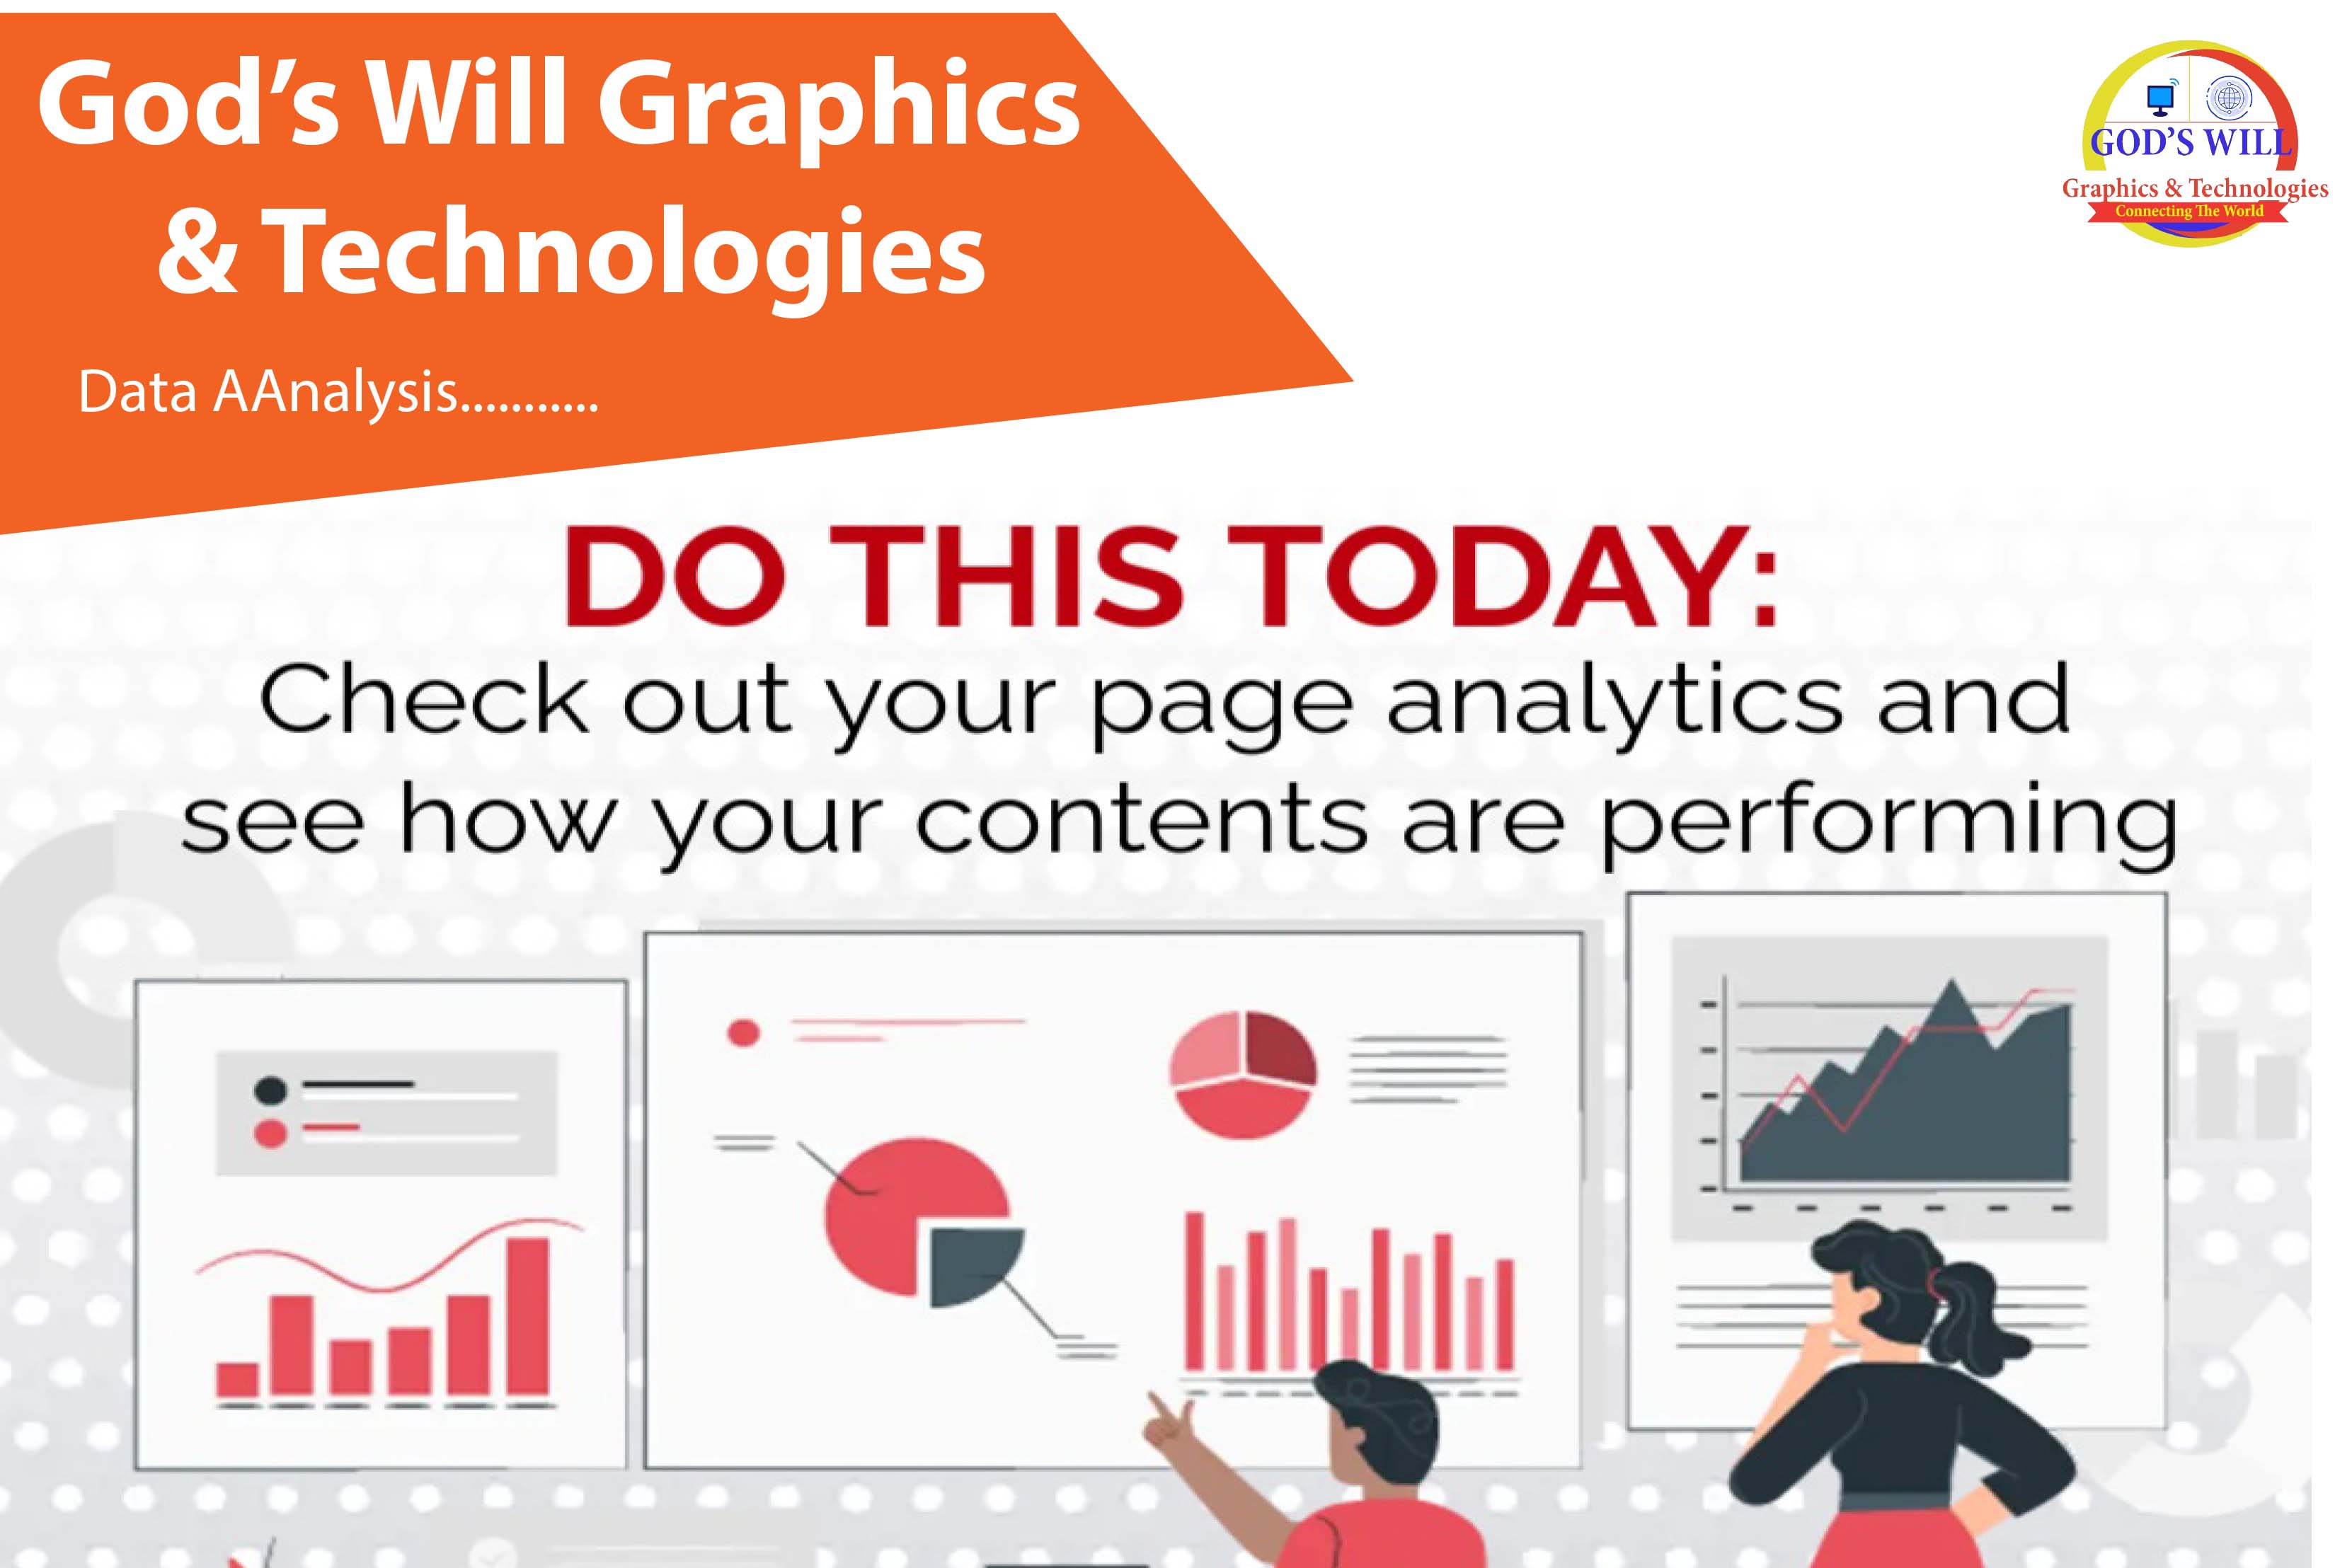 God’s Will Graphics
& Technologies
Data AAnalysis...........
GOD’S WILL
Graphics & Technologies
Connecting The World
DO THIS TODAY:
Check out your page analytics and
see how your contents are performing